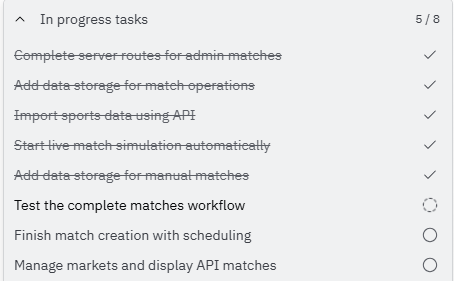 In progress tasks 5 / 8
Complete server routes for admin matches
Add data storage for match operations
Import sports data using API
Start live match simulation automatically
Add data storage for manual matches
Test the complete matches workflow
Finish match creation with scheduling
Manage markets and display API matches